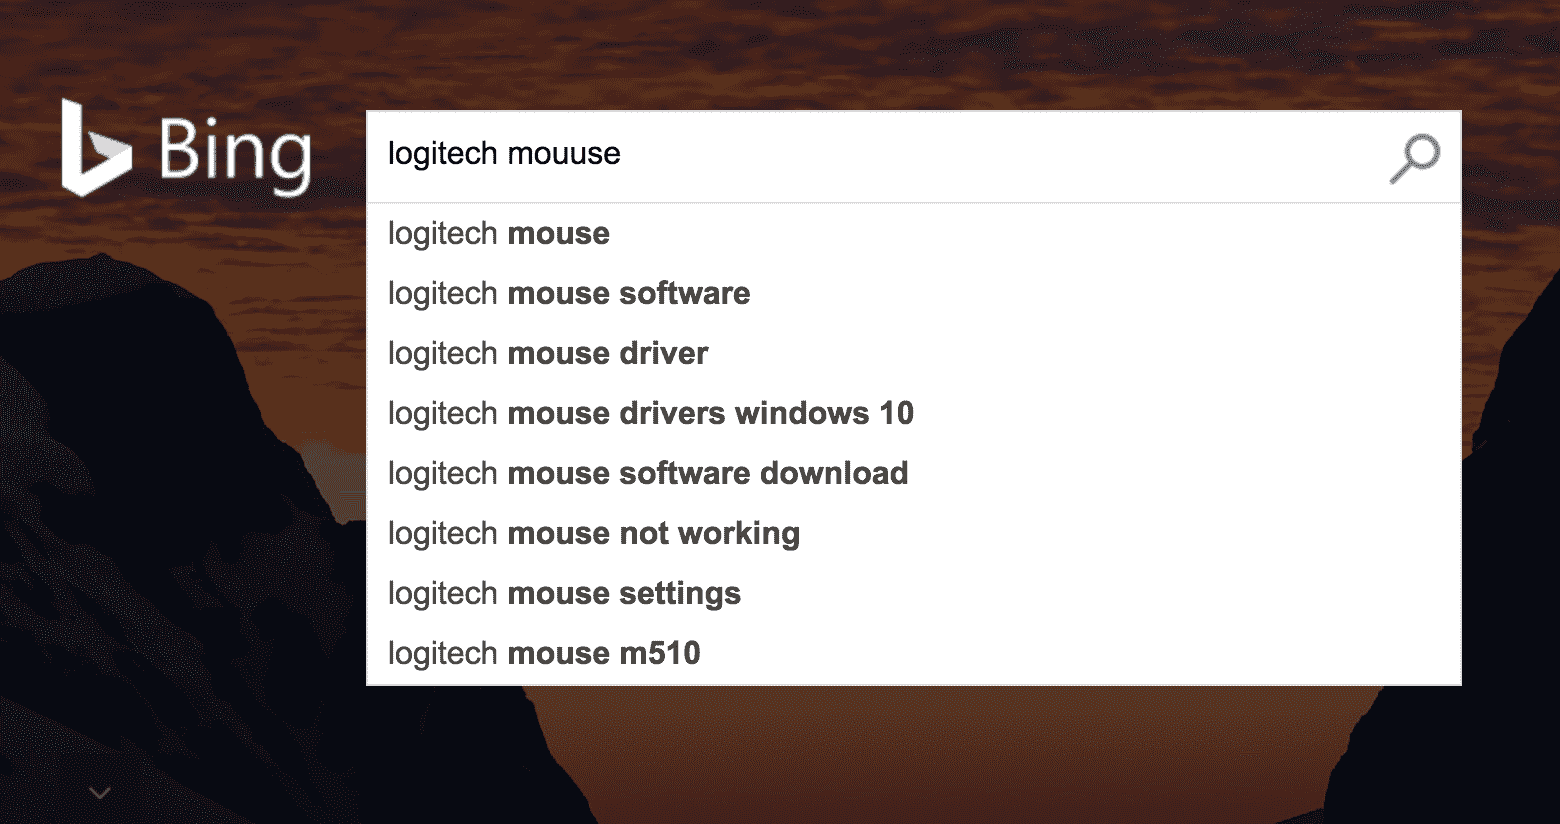 Bing
logitech mouuse
logitech mouse
logitech mouse software
logitech mouse driver
logitech mouse drivers windows 10
logitech mouse software download
logitech mouse not working
logitech mouse settings
logitech mouse m510